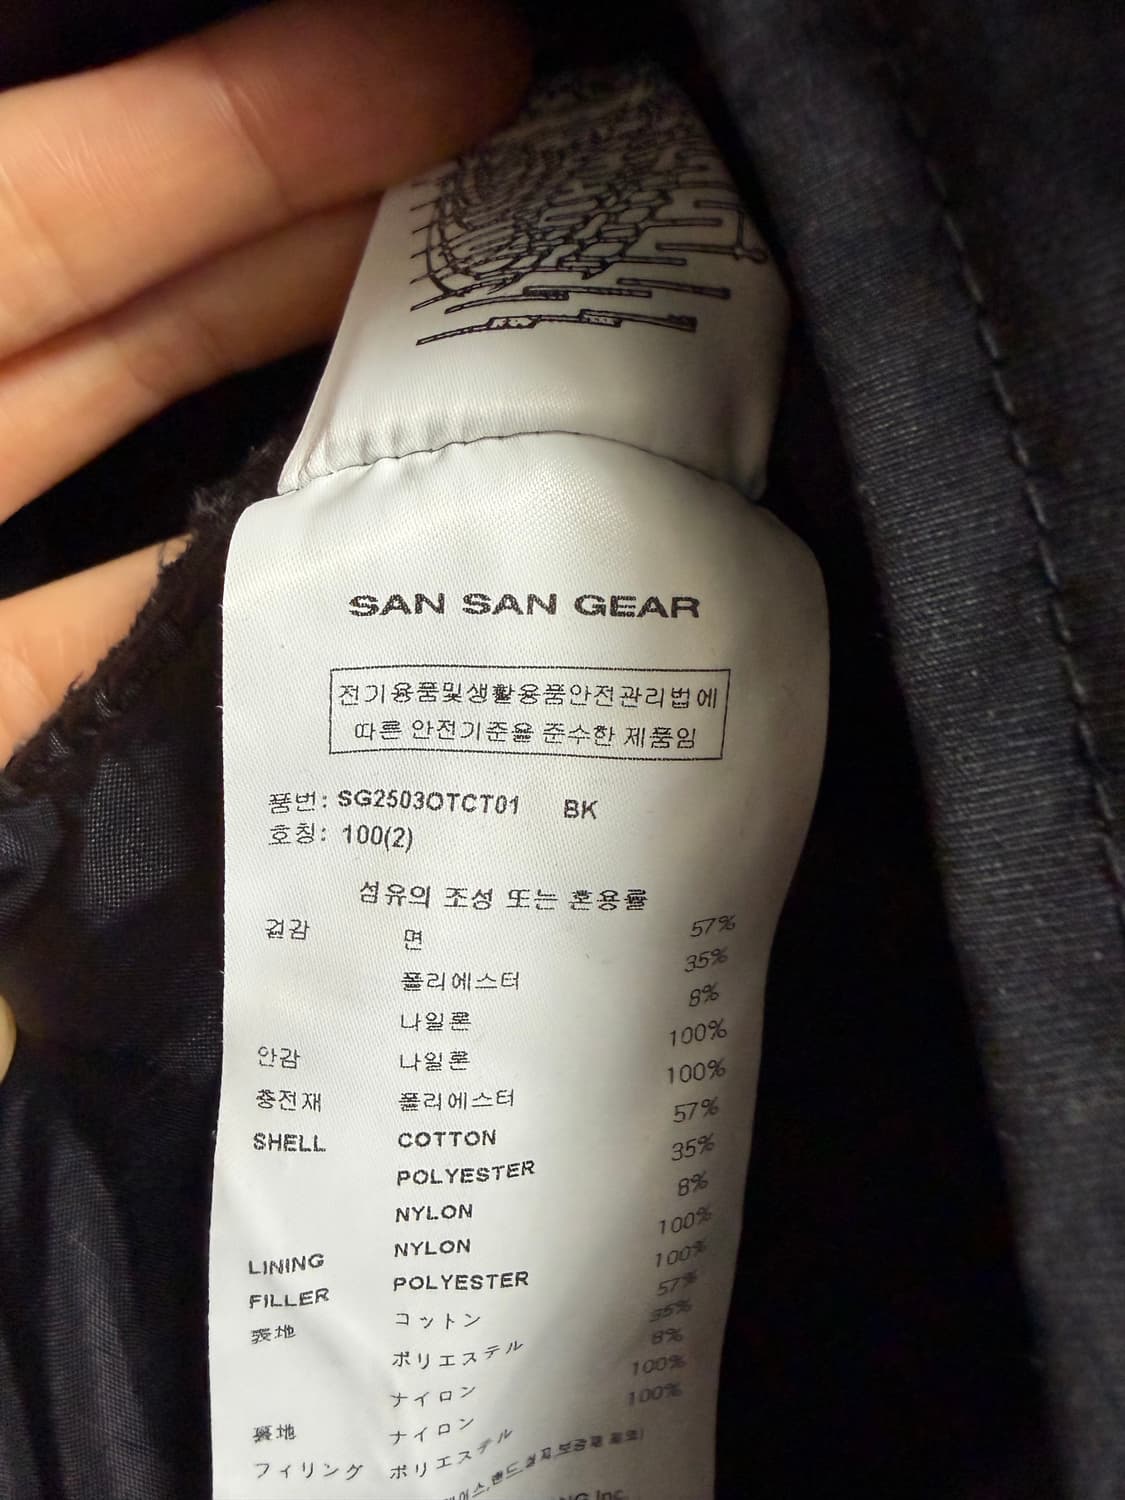 SAN SAN GEAR
전기용품및생활용품안전관리법에
따른 안전기준을 준수한 제품임
품번: SG2503OTCT01 BK
호칭: 100(2)
섬유의 조성 또는 혼용률
겉감 면 57%
폴리에스터 35%
나일론 8%
안감 나일론 100%
충전재 폴리에스터 100%
SHELL COTTON 57%
POLYESTER 35%
NYLON 8%
LINING NYLON 100%
FILLER POLYESTER 100%
表地 コットン 57%
ポリエステル 35%
ナイロン 8%
裏地 ナイロン 100%
フィリング ポリエステル 100%
Inc.